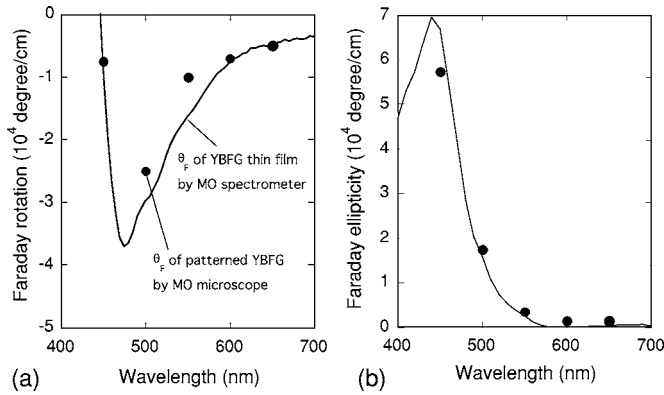 0
-1
-2
-3
-4
-5
Faraday rotation (10⁴ degree/cm)
θF of YBFG thin film
by MO spectrometer
θF of patterned YBFG
by MO microscope
400 500 600 700
Wavelength (nm)
(a)
7
6
5
4
3
2
1
0
Faraday ellipticity (10⁴ degree/cm)
400 500 600 700
Wavelength (nm)
(b)